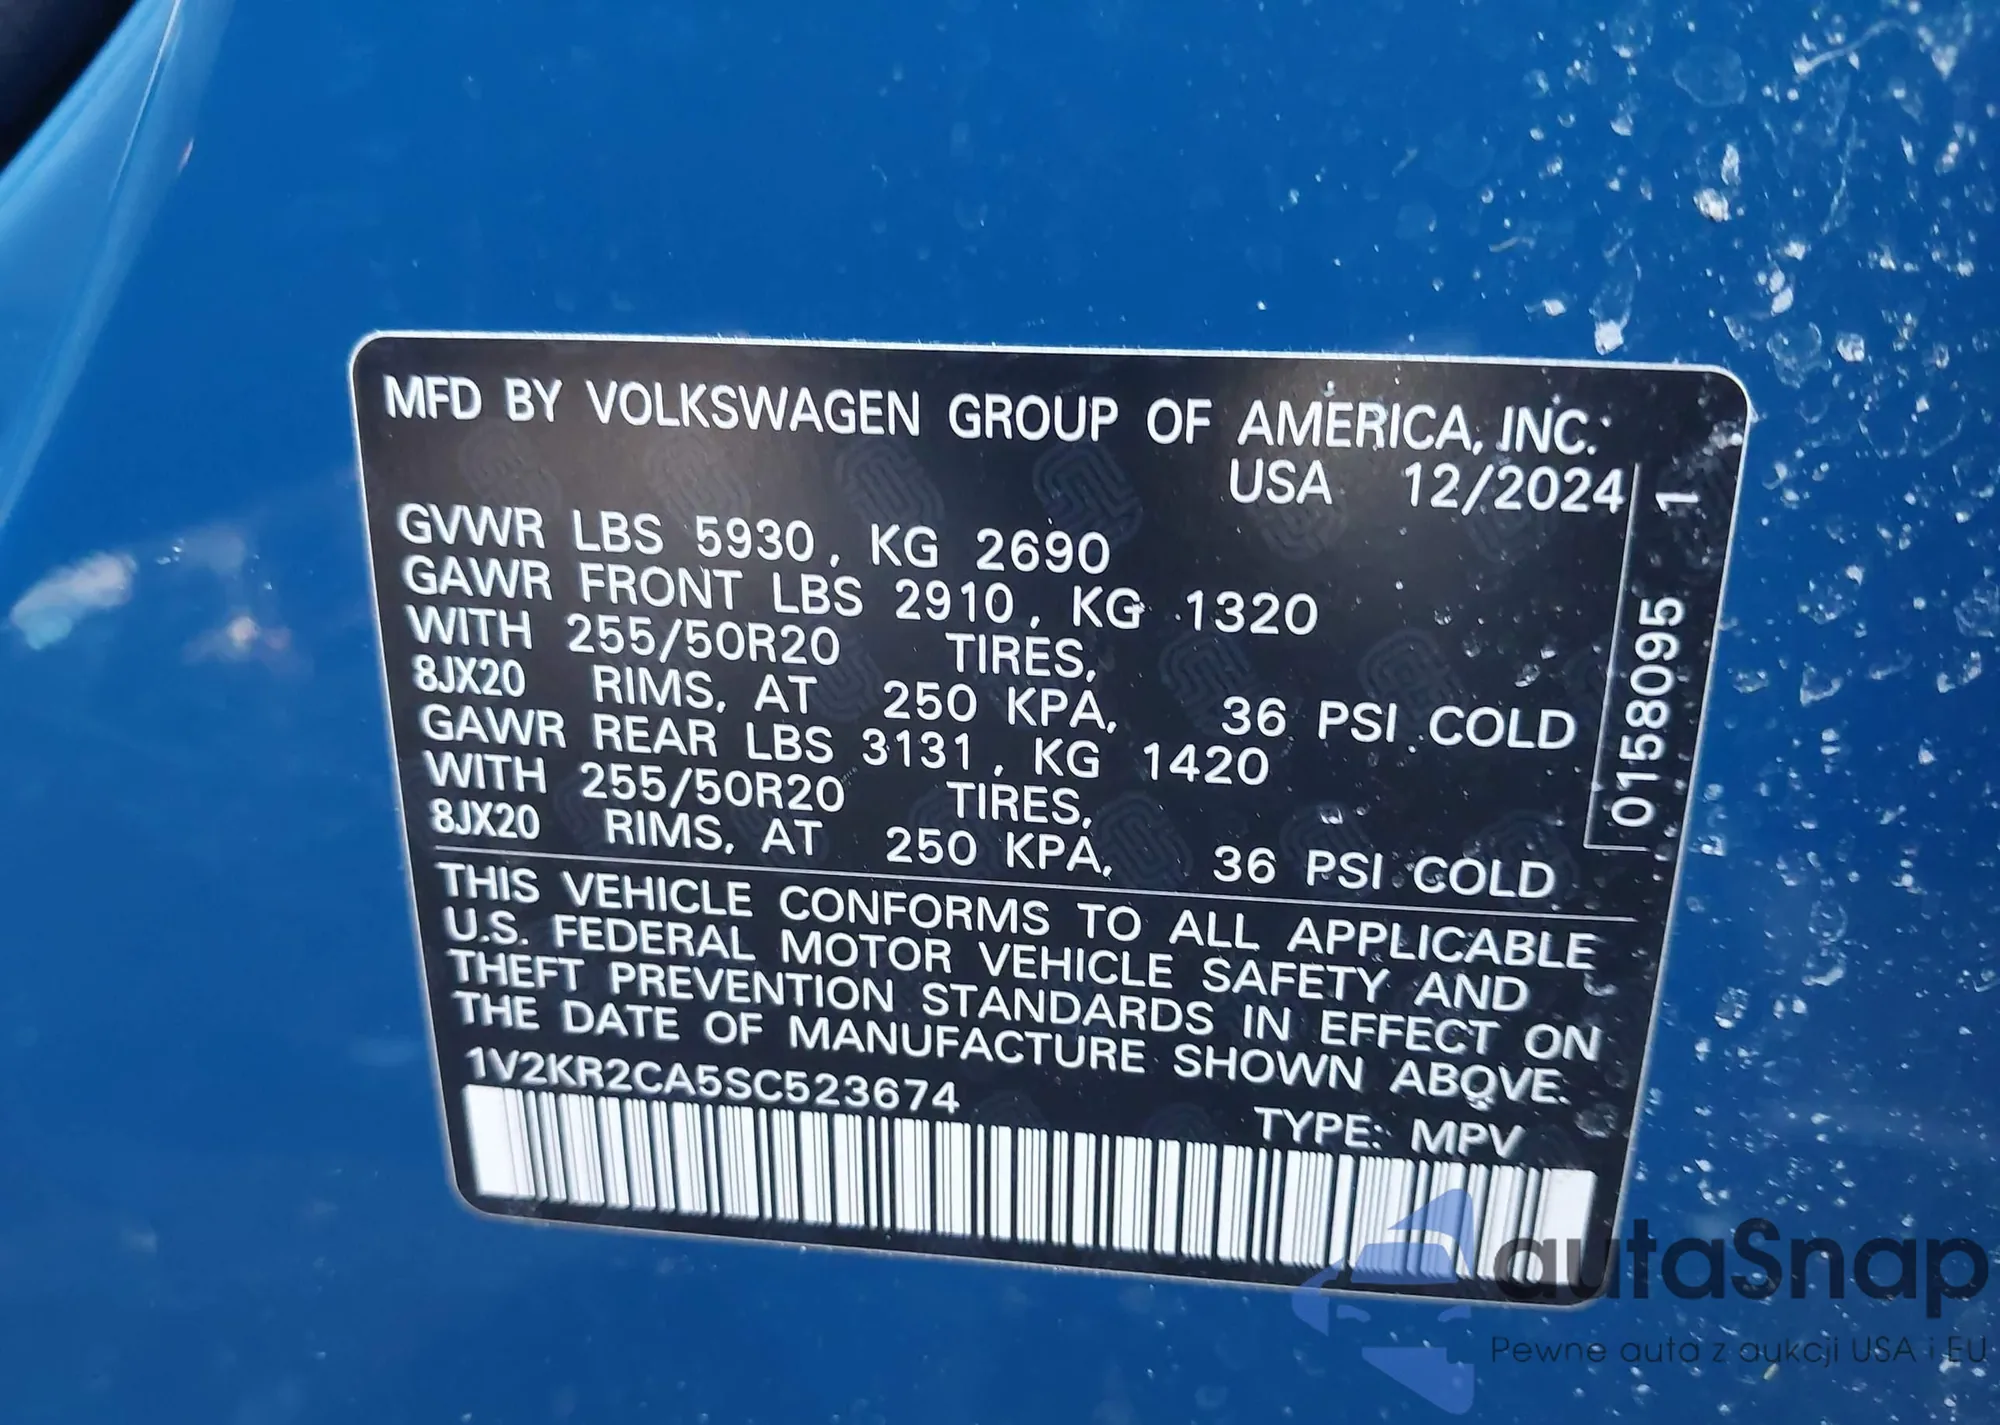 MFD BY VOLKSWAGEN GROUP OF AMERICA, INC.
USA 12/2024
GVWR LBS 5930, KG 2690
GAWR FRONT LBS 2910, KG 1320
WITH 255/50R20 TIRES,
8JX20 RIMS, AT 250 KPA, 36 PSI COLD
GAWR REAR LBS 3131, KG 1420
WITH 255/50R20 TIRES,
8JX20 RIMS, AT 250 KPA, 36 PSI COLD
0158095 1
THIS VEHICLE CONFORMS TO ALL APPLICABLE
U.S. FEDERAL MOTOR VEHICLE SAFETY AND
THEFT PREVENTION STANDARDS IN EFFECT ON
THE DATE OF MANUFACTURE SHOWN ABOVE.
1V2KR2CA5SC523674
TYPE: MPV
autaSnap
Pewne auta z aukcji USA i EU